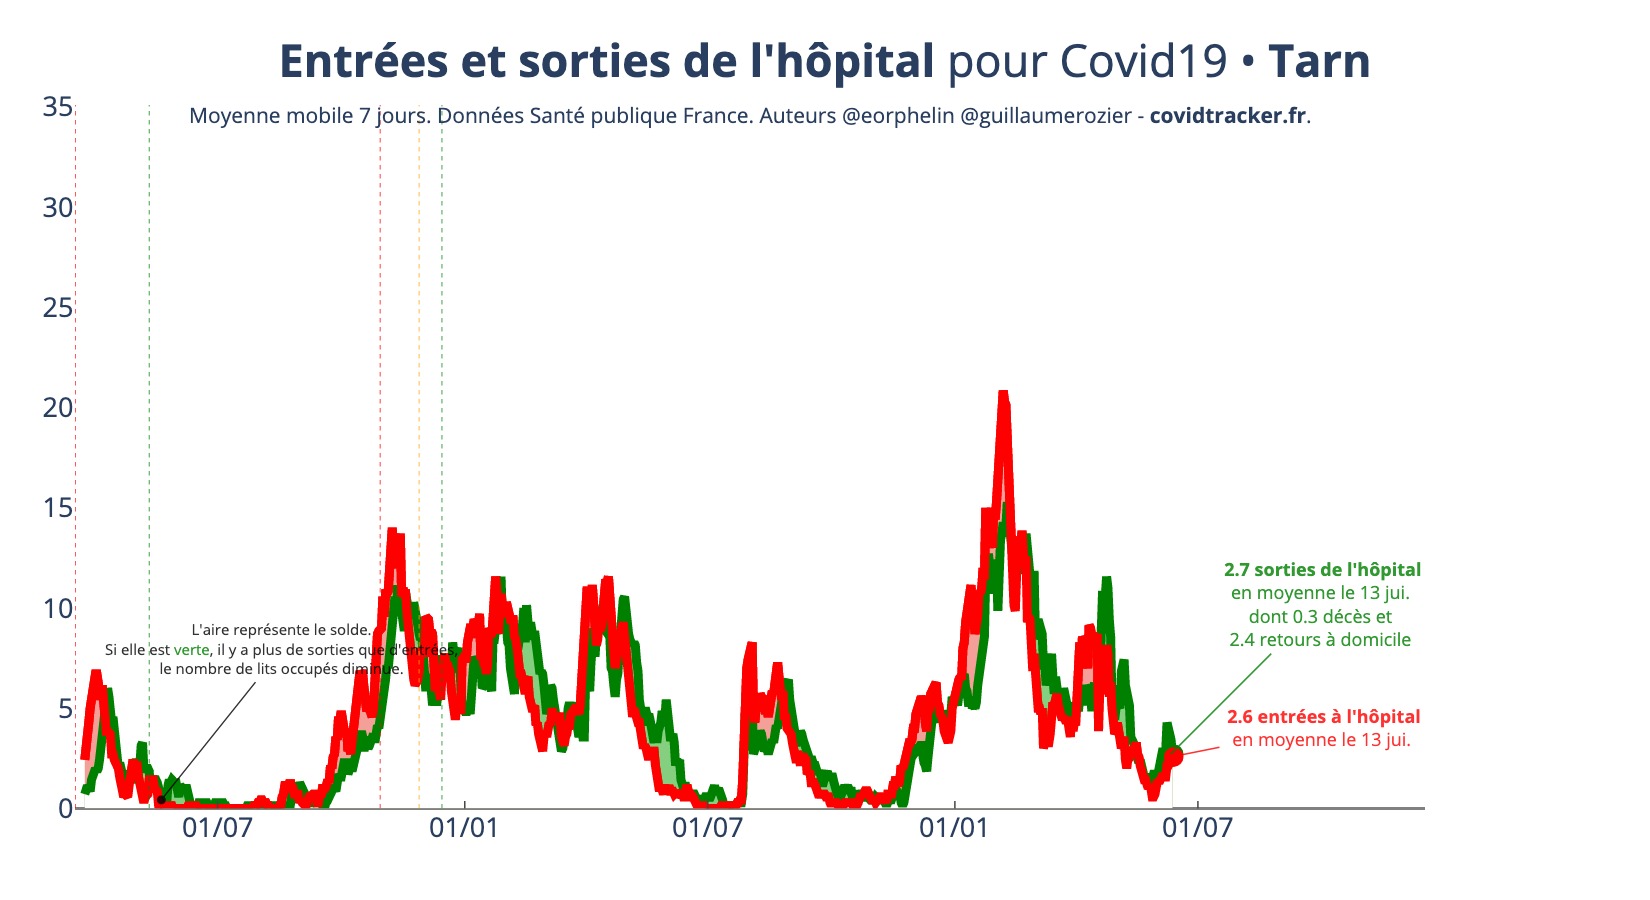 Entrées et sorties de l'hôpital pour Covid19 • Tarn
Moyenne mobile 7 jours. Données Santé publique France. Auteurs @eorphelin @guillaumerozier - covidtracker.fr.
35
30
25
20
15
10
5
0
L'aire représente le solde.
Si elle est verte, il y a plus de sorties que d'entrées,
le nombre de lits occupés diminue.
2.7 sorties de l'hôpital
en moyenne le 13 jui.
dont 0.3 décès et
2.4 retours à domicile
2.6 entrées à l'hôpital
en moyenne le 13 jui.
01/07
01/01
01/07
01/01
01/07